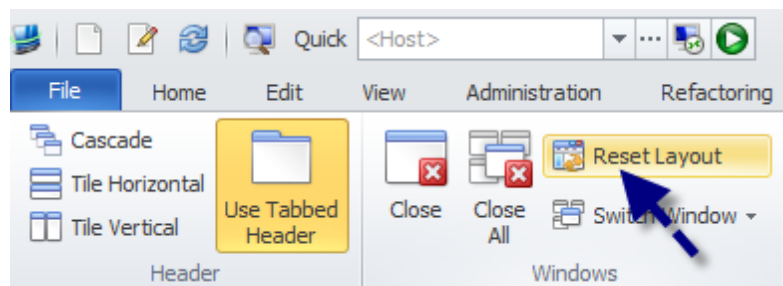 Quick <Host>
File Home Edit View Administration Refactoring
Cascade
Tile Horizontal
Tile Vertical
Use Tabbed
Header
Close
Close
All
Reset Layout
Switch Window
Header
Windows